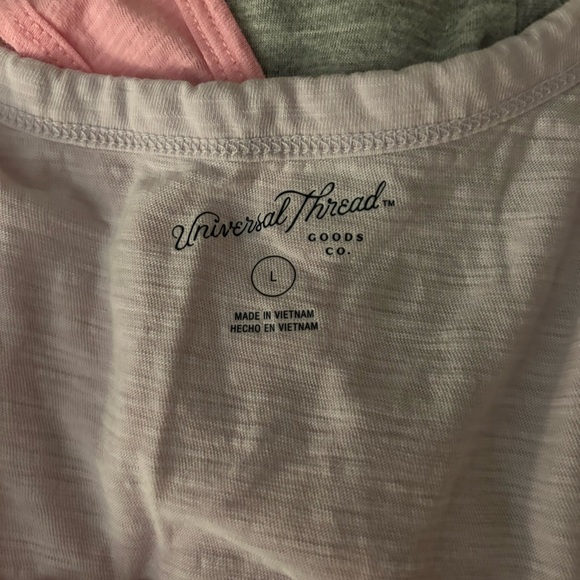 Universal Thread™
GOODS
CO.
L
MADE IN VIETNAM
HECHO EN VIETNAM